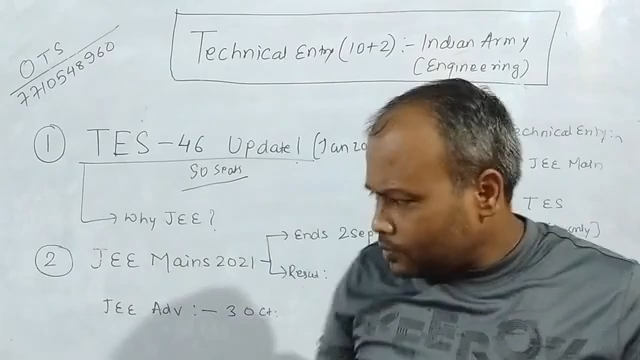 OTS
7710548960
Technical Entry (10+2) :- Indian Army
(Engineering)
① TES - 46 Update | (Jan 20
90 Seats
→ Why JEE?
② JEE Mains 2021 → Ends 2 Sep
→ Result:
JEE Adv :- 3 Oct:
Technical Entry:-
JEE Main
TES
only]